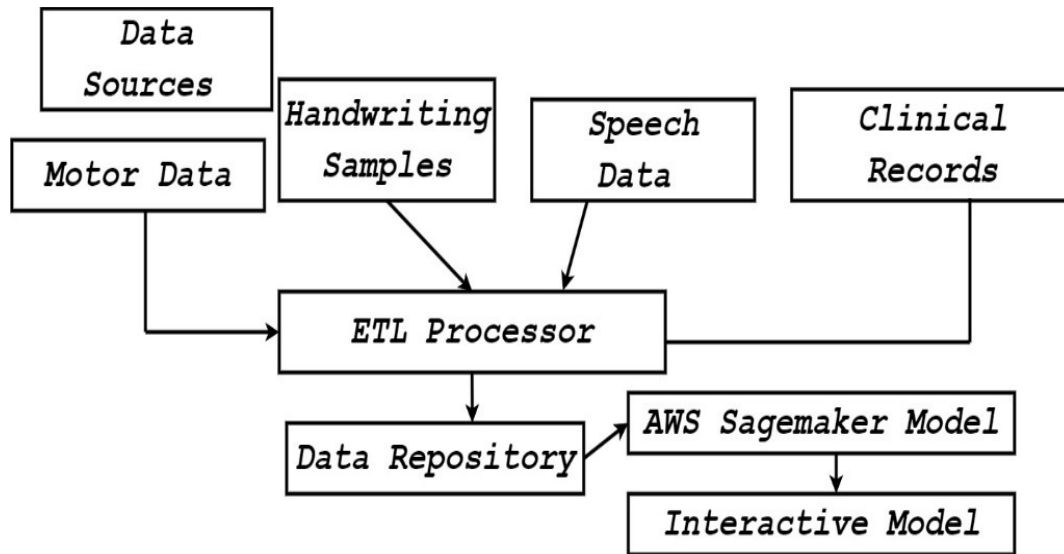 Data
Sources
Motor Data
Handwriting
Samples
Speech
Data
Clinical
Records
ETL Processor
Data Repository
AWS Sagemaker Model
Interactive Model